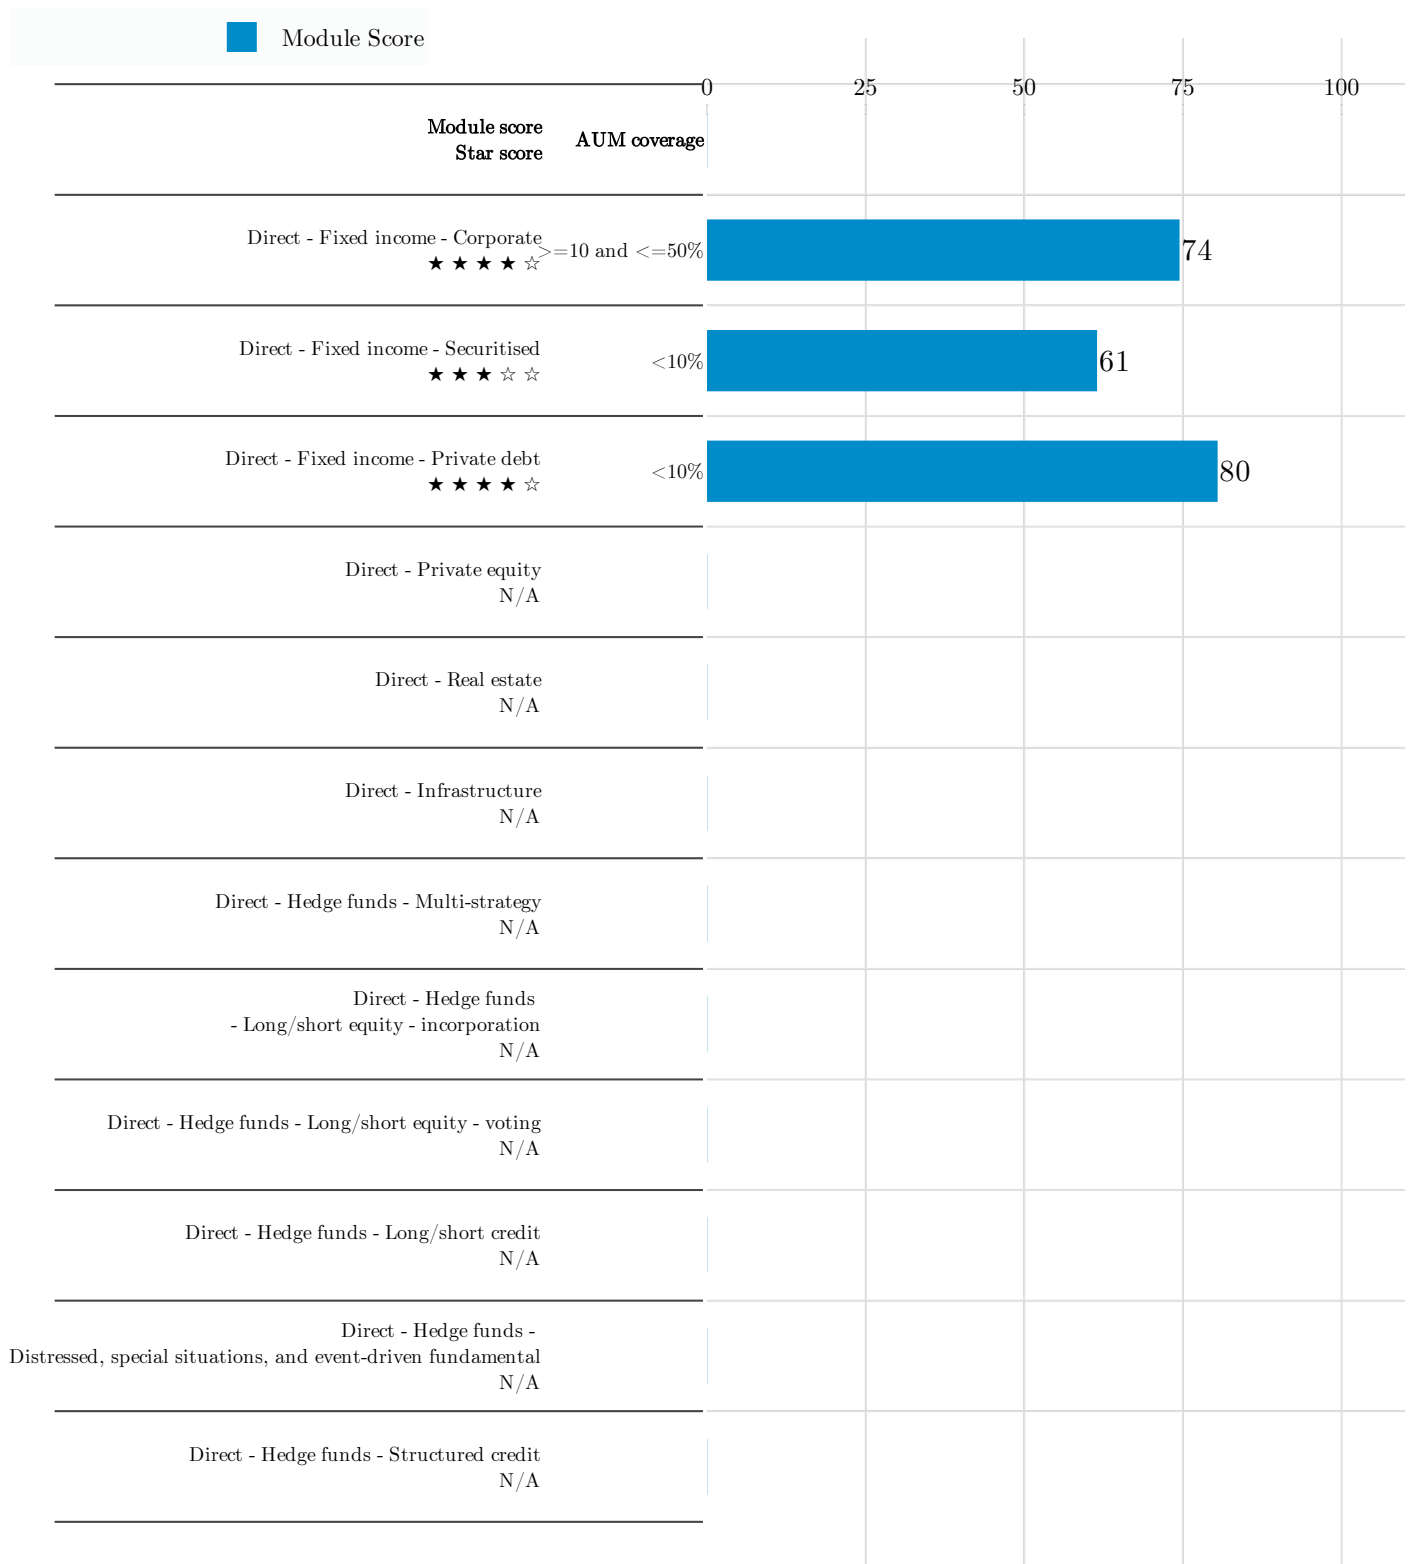 Module Score
0 25 50 75 100
Module score
Star score
AUM coverage
Direct - Fixed income - Corporate
★ ★ ★ ★ ☆
>=10 and <=50%
74
Direct - Fixed income - Securitised
★ ★ ★ ☆ ☆
<10%
61
Direct - Fixed income - Private debt
★ ★ ★ ★ ☆
<10%
80
Direct - Private equity
N/A
Direct - Real estate
N/A
Direct - Infrastructure
N/A
Direct - Hedge funds - Multi-strategy
N/A
Direct - Hedge funds
- Long/short equity - incorporation
N/A
Direct - Hedge funds - Long/short equity - voting
N/A
Direct - Hedge funds - Long/short credit
N/A
Direct - Hedge funds -
Distressed, special situations, and event-driven fundamental
N/A
Direct - Hedge funds - Structured credit
N/A